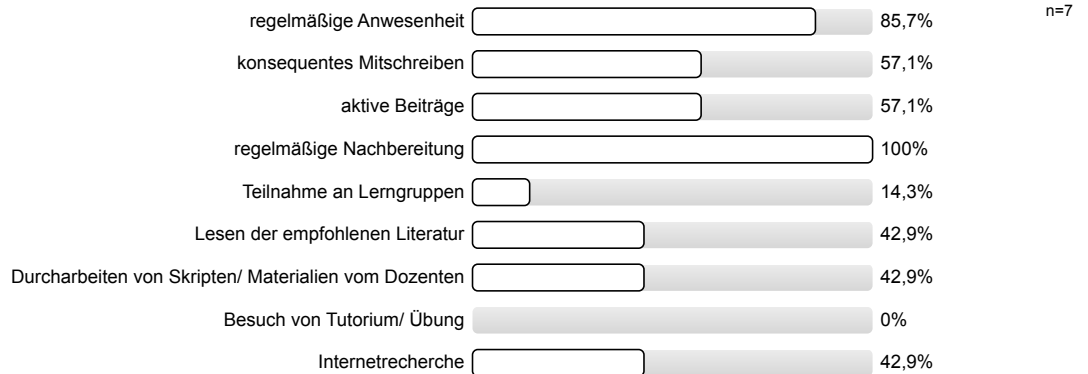 regelmäßige Anwesenheit 85,7% n=7
konsequentes Mitschreiben 57,1%
aktive Beiträge 57,1%
regelmäßige Nachbereitung 100%
Teilnahme an Lerngruppen 14,3%
Lesen der empfohlenen Literatur 42,9%
Durcharbeiten von Skripten/ Materialien vom Dozenten 42,9%
Besuch von Tutorium/ Übung 0%
Internetrecherche 42,9%